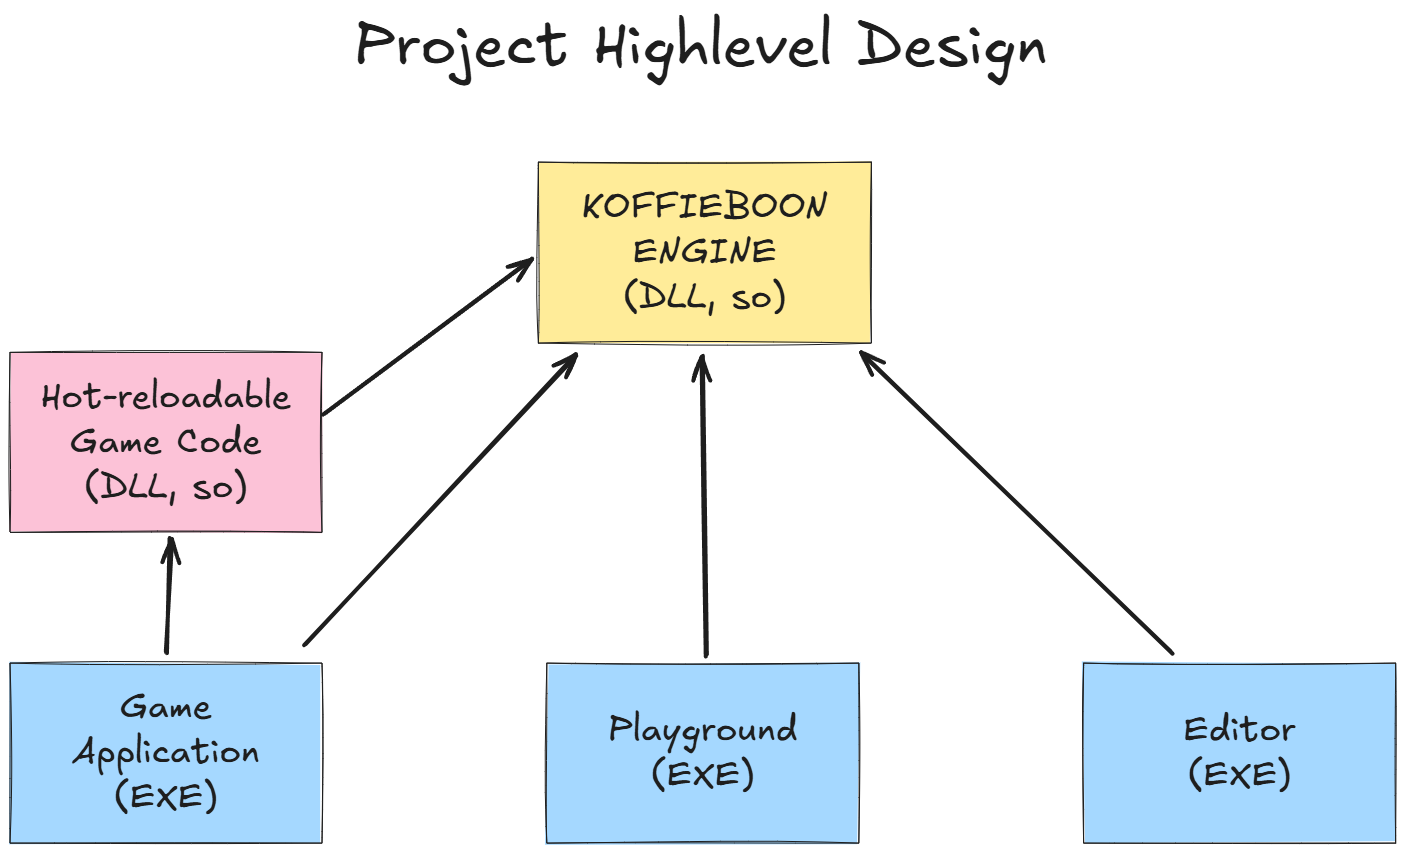 Project Highlevel Design
KOFFIEBOON
ENGINE
(DLL, so)
Hot-reloadable
Game Code
(DLL, so)
Game
Application
(EXE)
Playground
(EXE)
Editor
(EXE)